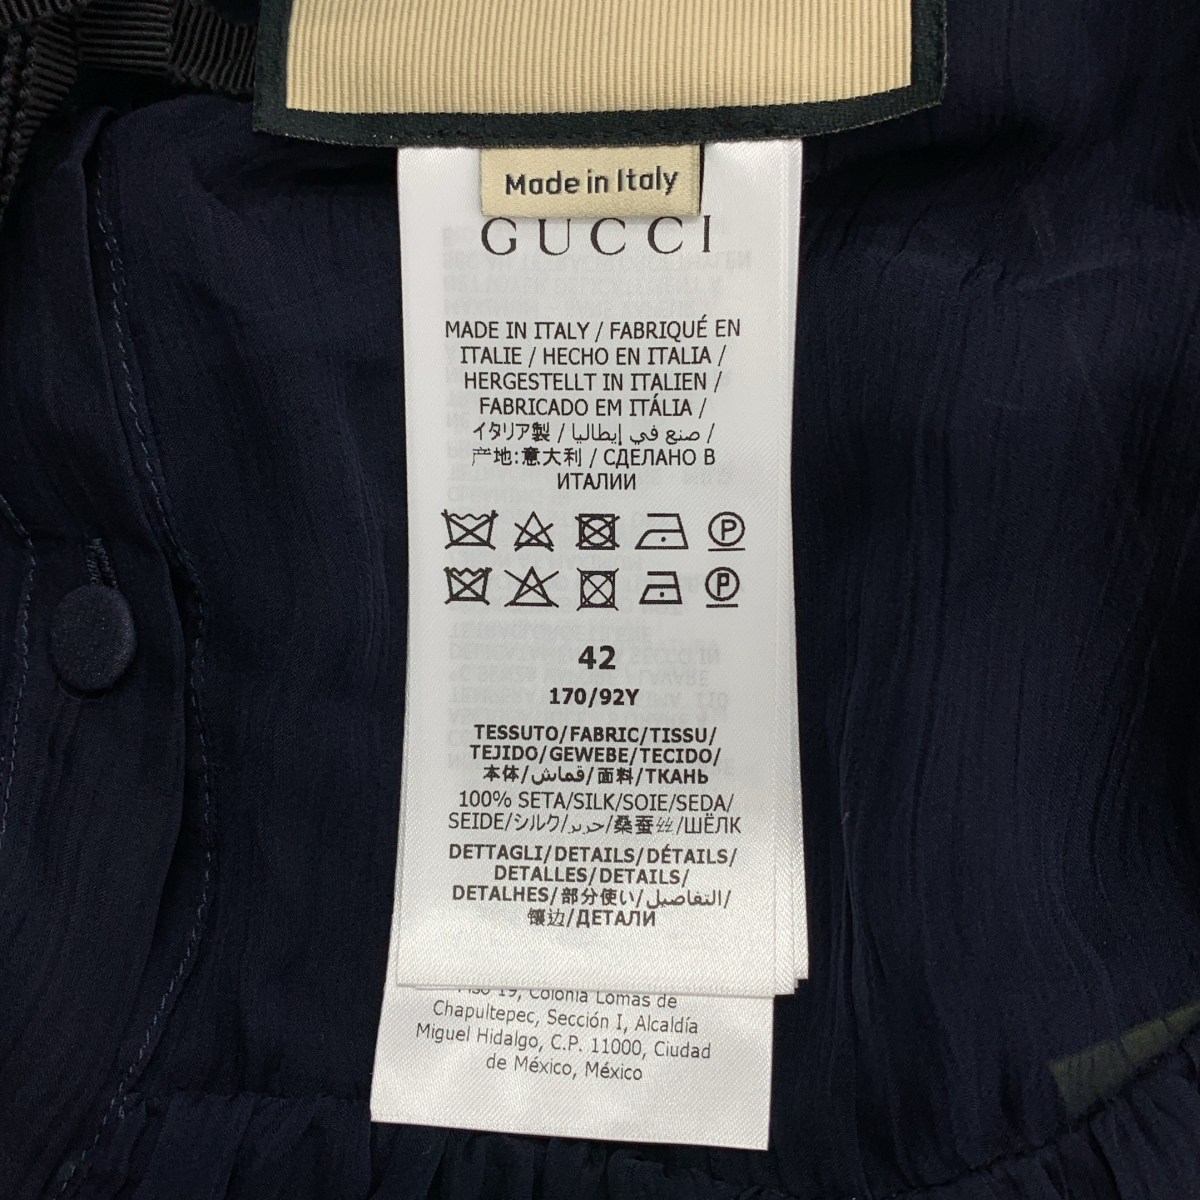 Made in Italy
GUCCI
MADE IN ITALY / FABRIQUÉ EN
ITALIE / HECHO EN ITALIA /
HERGESTELLT IN ITALIEN /
FABRICADO EM ITÁLIA /
イタリア製 / صنع في إيطاليا /
产地:意大利 / СДЕЛАНО В
ИТАЛИИ
P
P
42
170/92Y
TESSUTO/FABRIC/TISSU/
TEJIDO/GEWEBE/TECIDO/
本体/قماش/面料/ТКАНЬ
100% SETA/SILK/SOIE/SEDA/
SEIDE/シルク/حرير/桑蚕丝/ШЁЛК
DETTAGLI/DETAILS/DÉTAILS/
DETALLES/DETAILS/
DETALHES/部分使い/التفاصيل/
镶边/ДЕТАЛИ
Piso 19, Colonia Lomas de
Chapultepec, Sección I, Alcaldía
Miguel Hidalgo, C.P. 11000, Ciudad
de México, México